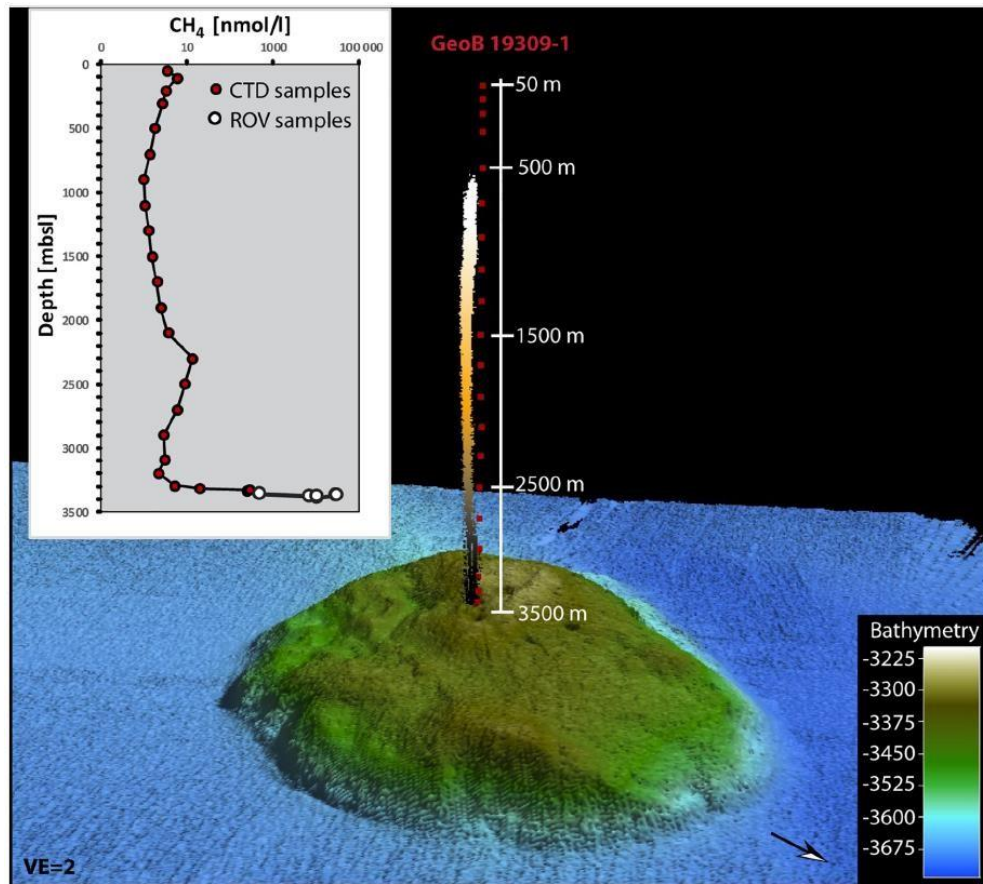 CH4 [nmol/l]
0 10 1000 100 000
CTD samples
ROV samples
Depth [mbsl]
0
500
1000
1500
2000
2500
3000
3500
GeoB 19309-1
50 m
500 m
1500 m
2500 m
3500 m
Bathymetry
-3225
-3300
-3375
-3450
-3525
-3600
-3675
VE=2